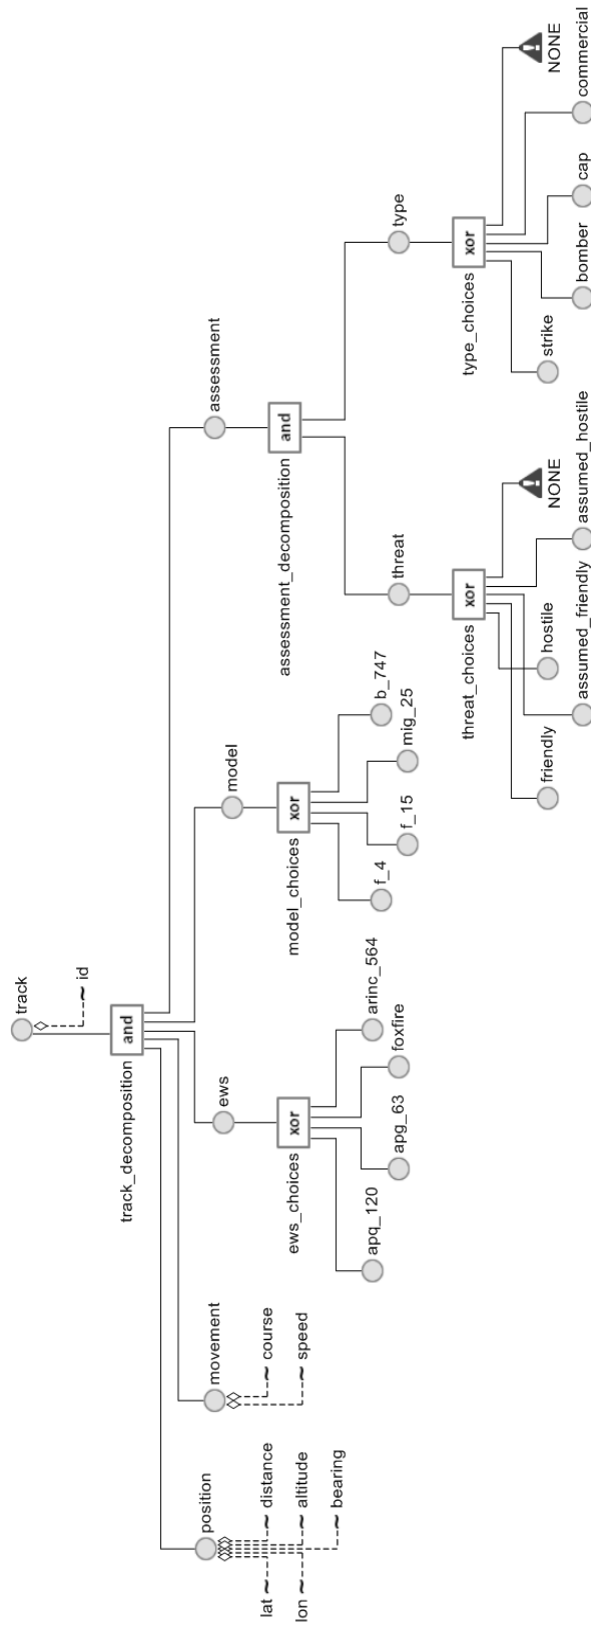 track
id
and
track_decomposition
position
lat
distance
lon
altitude
bearing
movement
course
speed
ews
xor
ews_choices
apq_120
apg_63
foxfire
arinc_564
model
xor
model_choices
f_4
f_15
mig_25
b_747
assessment
and
assessment_decomposition
threat
xor
threat_choices
friendly
hostile
assumed_friendly
assumed_hostile
NONE
type
xor
type_choices
strike
bomber
cap
commercial
NONE